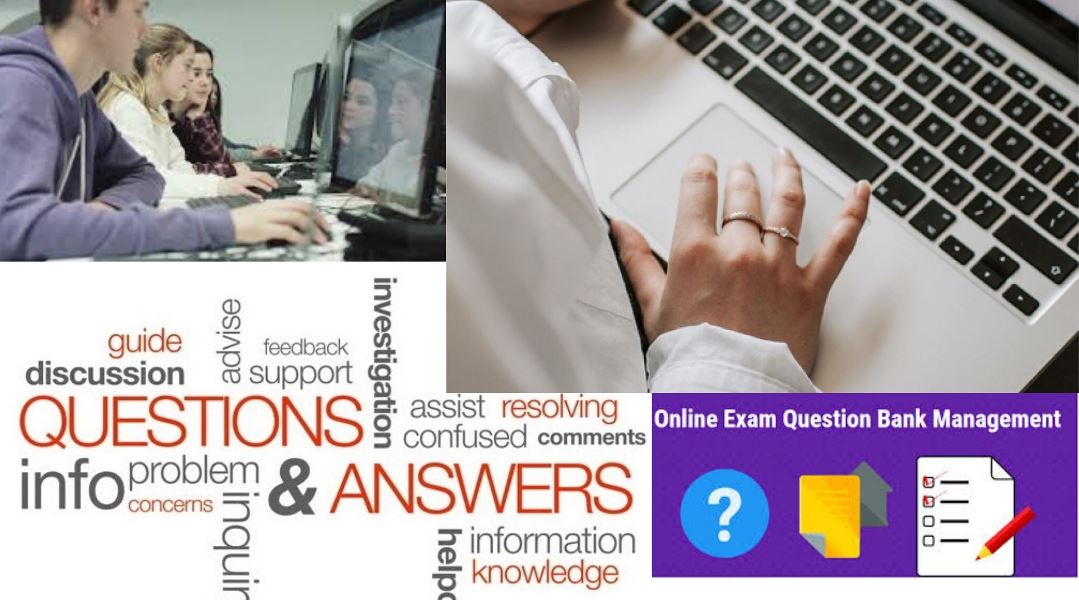 investigation
advise
guide
feedback
discussion
support
QUESTIONS
assist resolving
confused comments
info
problem
concerns
& ANSWERS
information
knowledge
Online Exam Question Bank Management
?